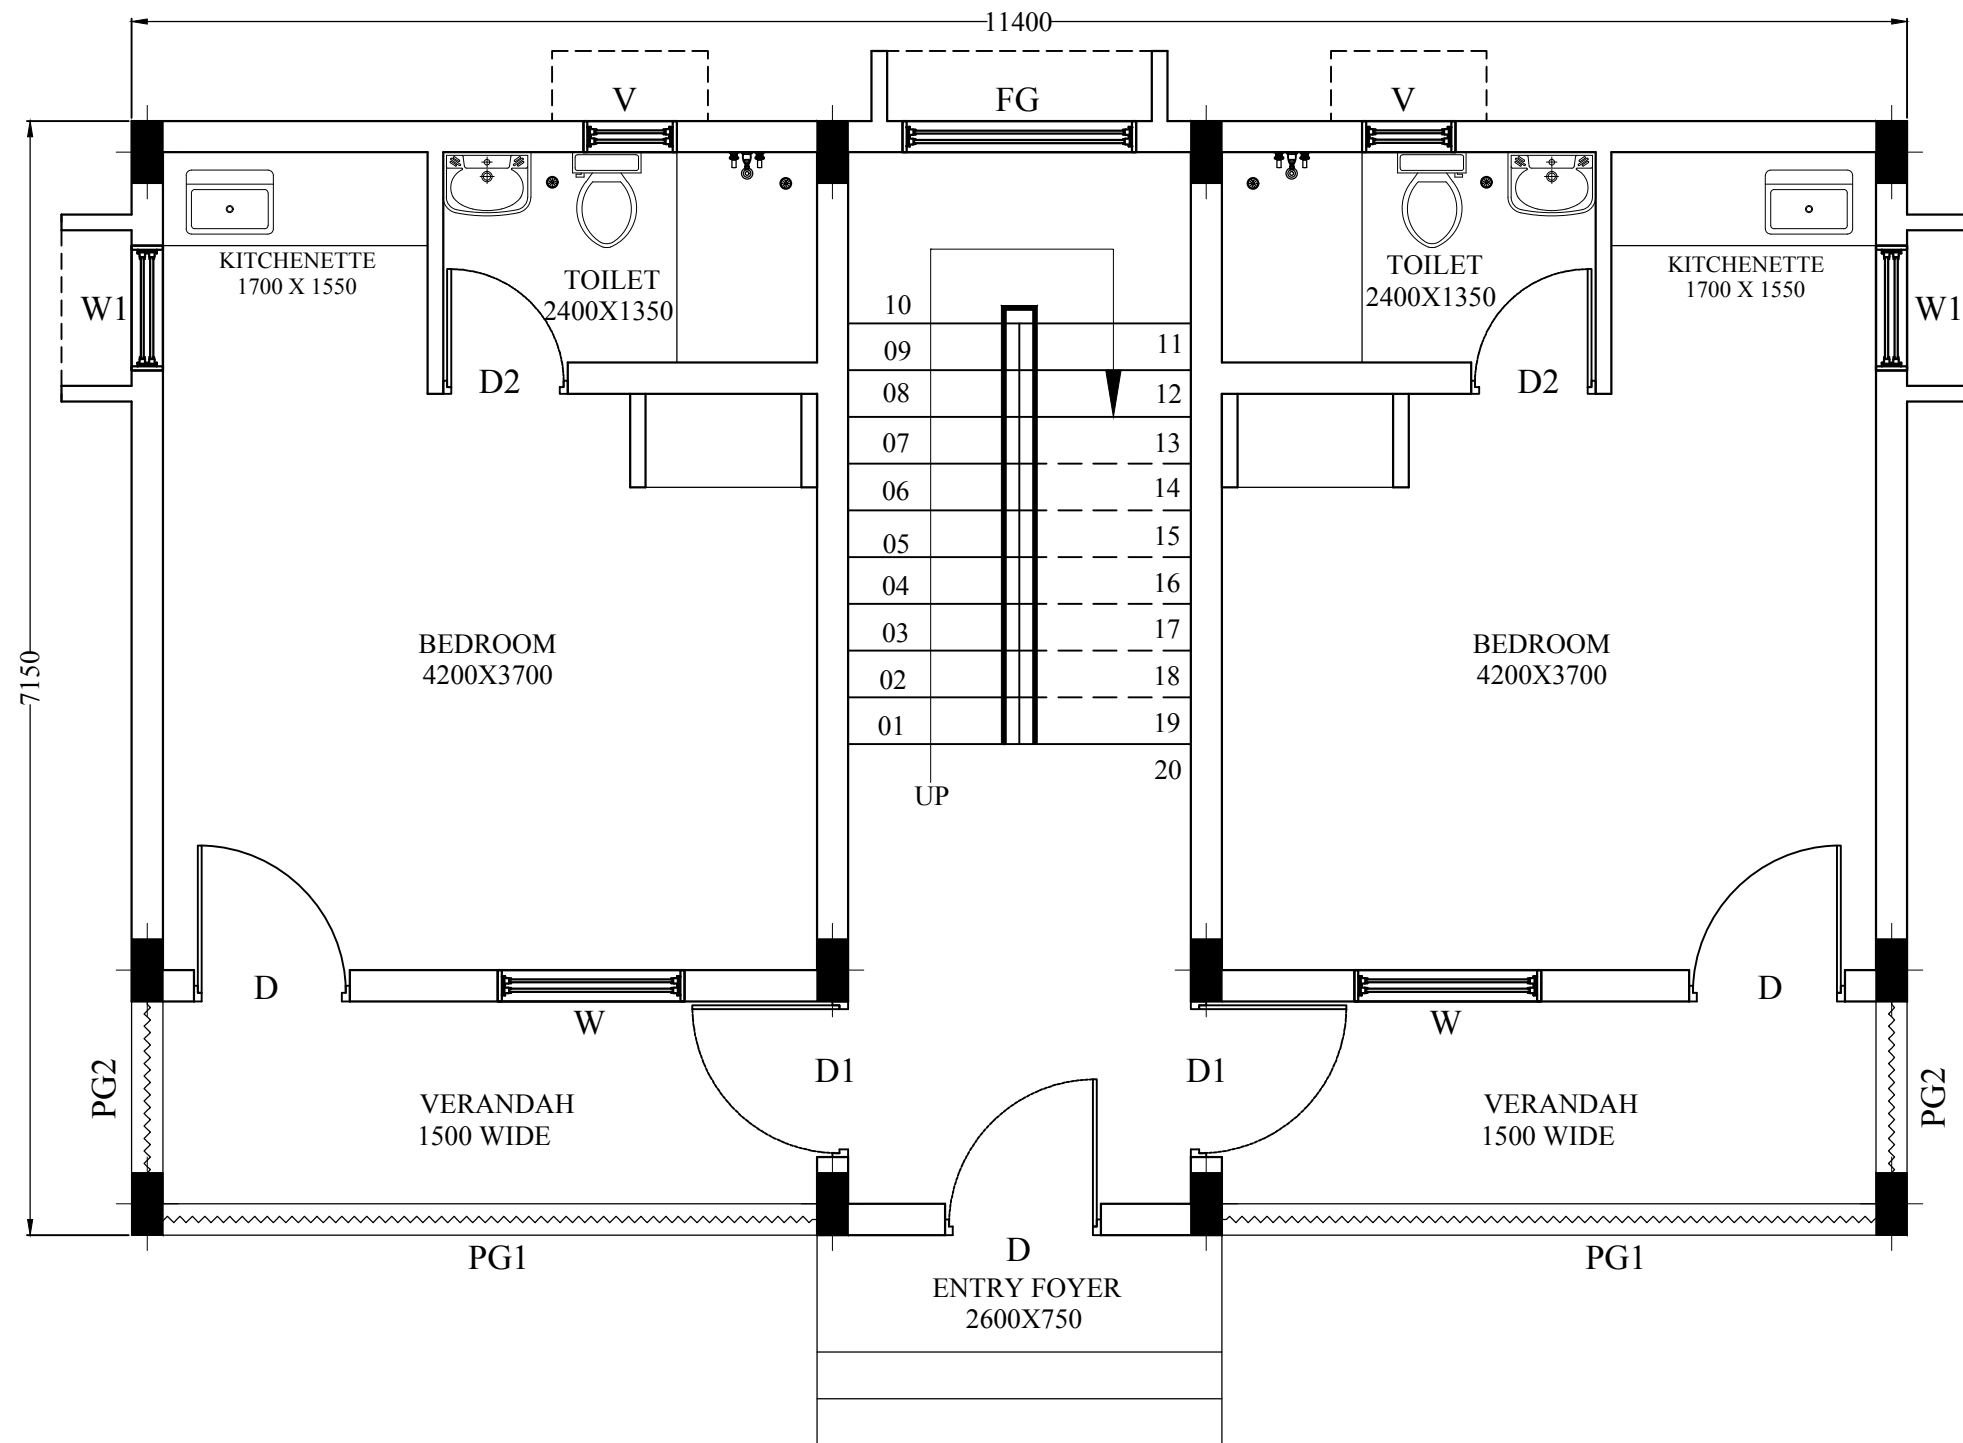 11400
V
FG
V
KITCHENETTE
1700 X 1550
TOILET
2400X1350
TOILET
2400X1350
KITCHENETTE
1700 X 1550
W1
W1
D2
D2
10
09
08
07
06
05
04
03
02
01
11
12
13
14
15
16
17
18
19
20
UP
7150
BEDROOM
4200X3700
BEDROOM
4200X3700
D
W
W
D
D1
D1
PG2
VERANDAH
1500 WIDE
VERANDAH
1500 WIDE
PG2
PG1
D
PG1
ENTRY FOYER
2600X750